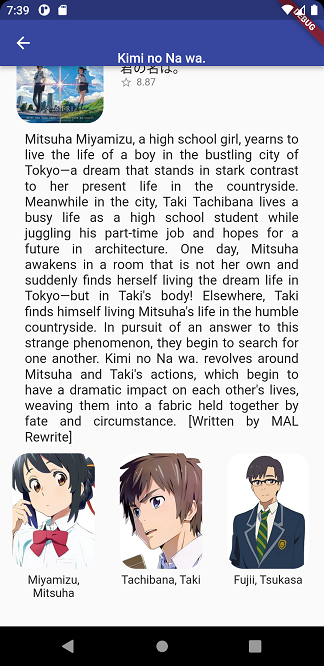 7:39
DEBUG
Kimi no Na wa.
君の名は。
8.87
Mitsuha Miyamizu, a high school girl, yearns to
live the life of a boy in the bustling city of
Tokyo—a dream that stands in stark contrast
to her present life in the countryside.
Meanwhile in the city, Taki Tachibana lives a
busy life as a high school student while
juggling his part-time job and hopes for a
future in architecture. One day, Mitsuha
awakens in a room that is not her own and
suddenly finds herself living the dream life in
Tokyo—but in Taki's body! Elsewhere, Taki
finds himself living Mitsuha's life in the humble
countryside. In pursuit of an answer to this
strange phenomenon, they begin to search for
one another. Kimi no Na wa. revolves around
Mitsuha and Taki's actions, which begin to
have a dramatic impact on each other's lives,
weaving them into a fabric held together by
fate and circumstance. [Written by MAL
Rewrite]
Miyamizu,
Mitsuha
Tachibana, Taki
Fujii, Tsukasa